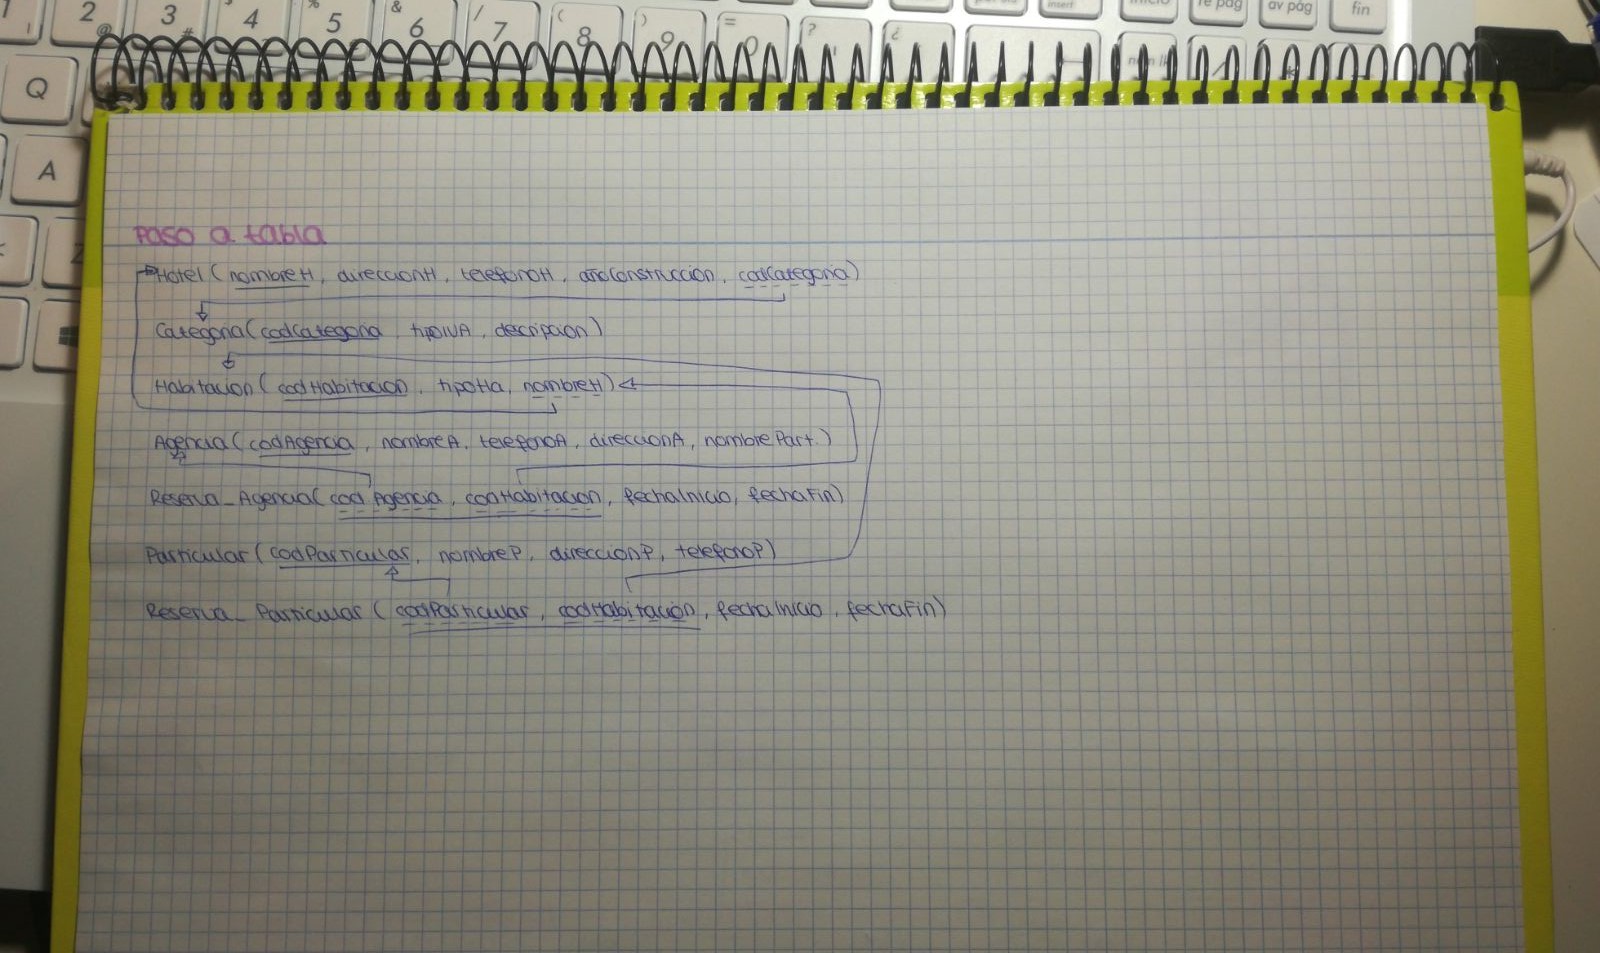 1 2 @ 3 # 4 % 5 & 6 / 7 ( 8 ) 9 = 0 ? ¿ insert inicio re pág av pág fin
Q
A
Z
Paso a tabla
Hotel ( nombreH, direccionH, telefonoH, añoConstrucción, codCategoria)
Categoria( codCategoria, tipoIVA, descripcion)
Habitacion ( codHabitacion, tipoHa, nombreH)
Agencia( codAgencia, nombreA, telefonoA, direccionA, nombrePart.)
Reserva_Agencia( cod Agencia, codHabitacion, fechaInicio, fechaFin)
Particular ( codParticular, nombreP, direccionP, telefonoP)
Reserva_Particular ( codParticular, codHabitación, fechaInicio, fechaFin)